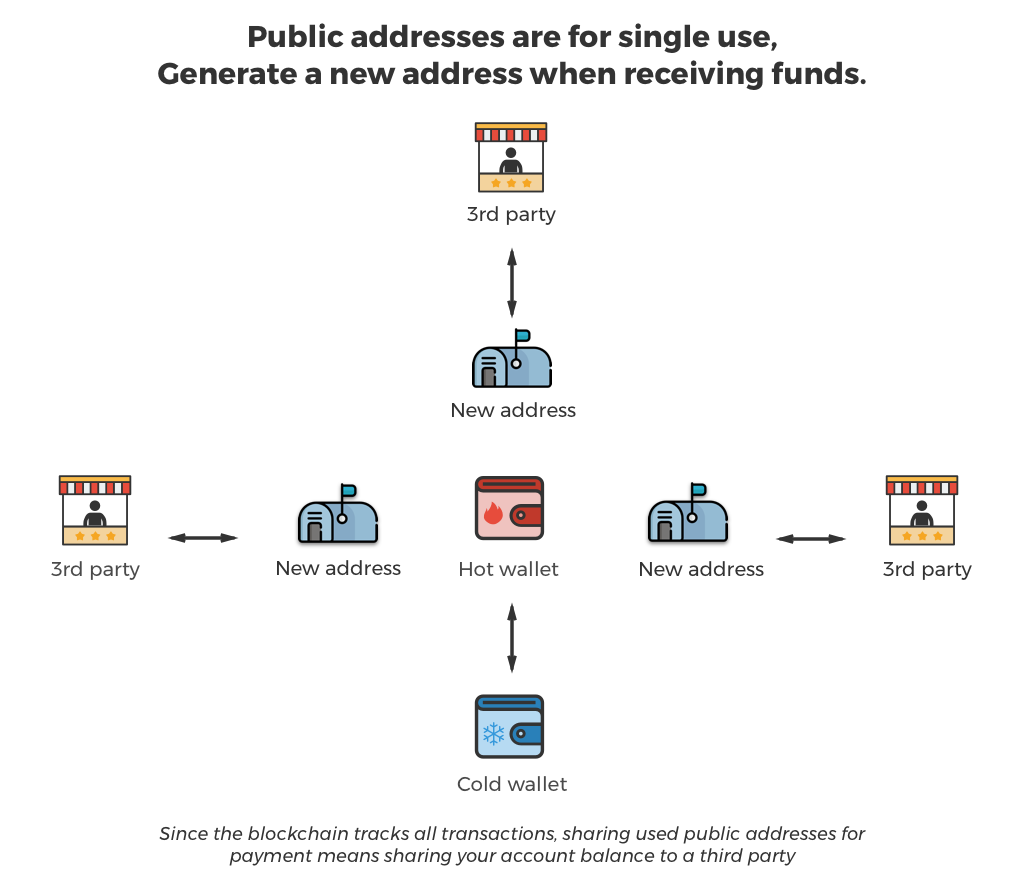 Public addresses are for single use,
Generate a new address when receiving funds.
3rd party
New address
3rd party
New address
Hot wallet
New address
3rd party
Cold wallet
Since the blockchain tracks all transactions, sharing used public addresses for
payment means sharing your account balance to a third party